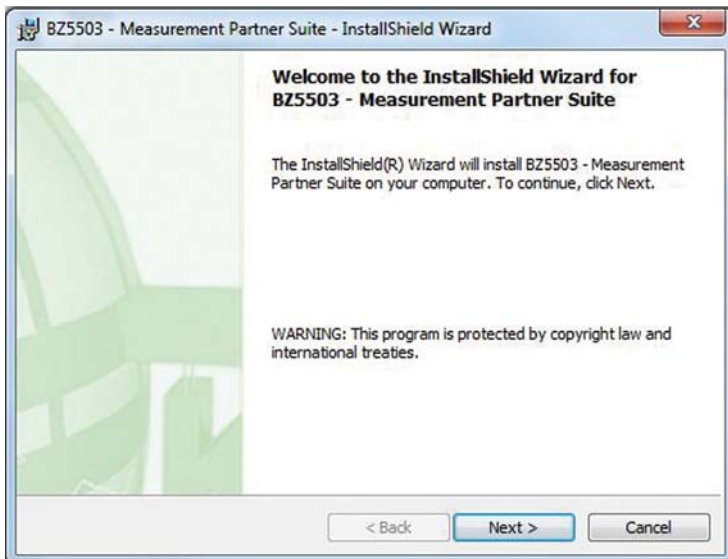 BZ5503 - Measurement Partner Suite - InstallShield Wizard
Welcome to the InstallShield Wizard for
BZ5503 - Measurement Partner Suite
The InstallShield(R) Wizard will install BZ5503 - Measurement
Partner Suite on your computer. To continue, click Next.
WARNING: This program is protected by copyright law and
international treaties.
< Back
Next >
Cancel